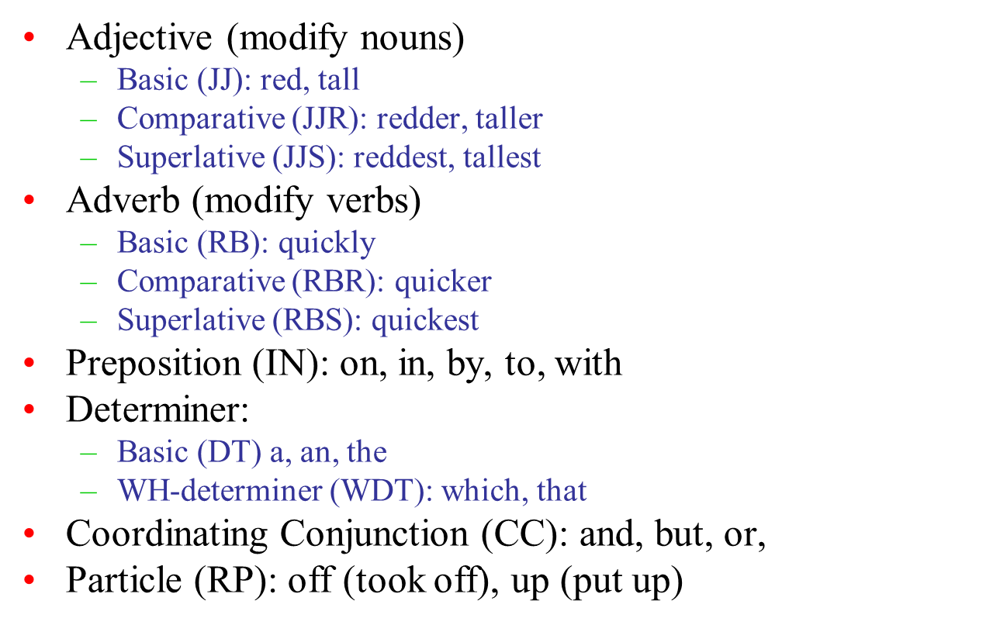 • Adjective (modify nouns)
– Basic (JJ): red, tall
– Comparative (JJR): redder, taller
– Superlative (JJS): reddest, tallest
• Adverb (modify verbs)
– Basic (RB): quickly
– Comparative (RBR): quicker
– Superlative (RBS): quickest
• Preposition (IN): on, in, by, to, with
• Determiner:
– Basic (DT) a, an, the
– WH-determiner (WDT): which, that
• Coordinating Conjunction (CC): and, but, or,
• Particle (RP): off (took off), up (put up)